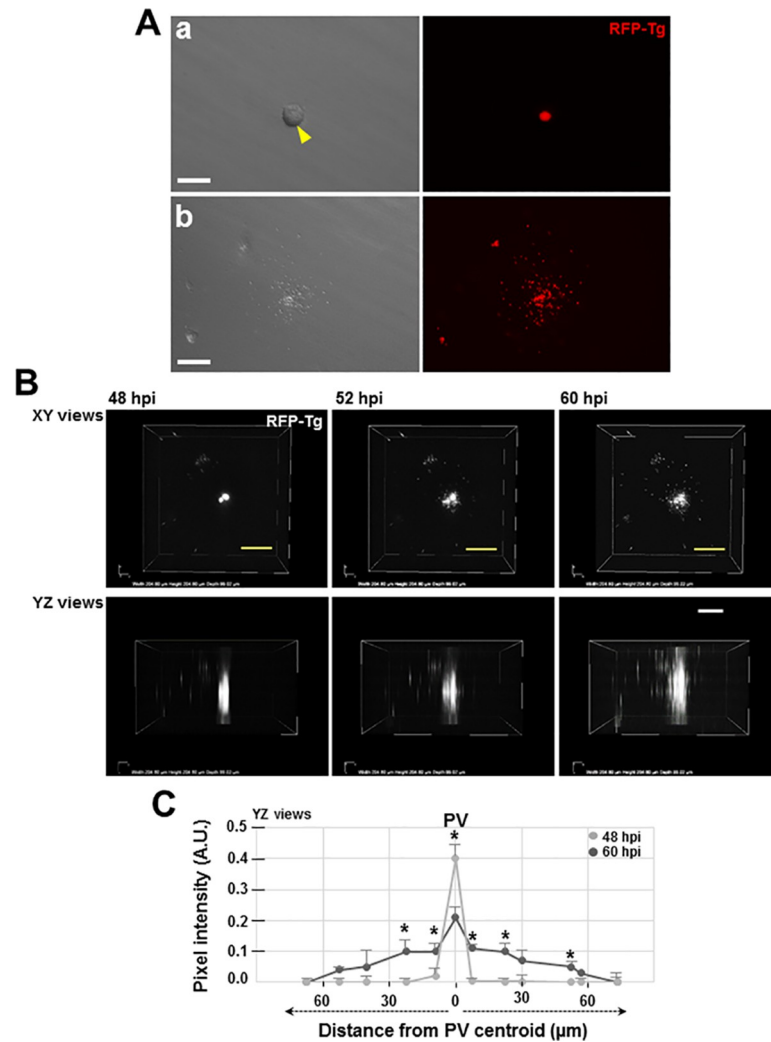 A
a
RFP-Tg
b
B
48 hpi
52 hpi
60 hpi
XY views
RFP-Tg
YZ views
C
YZ views
PV
48 hpi
60 hpi
Pixel intensity (A.U.)
0.5
0.4
0.3
0.2
0.1
0.0
* * * * * *
60 30 0 30 60
Distance from PV centroid (µm)